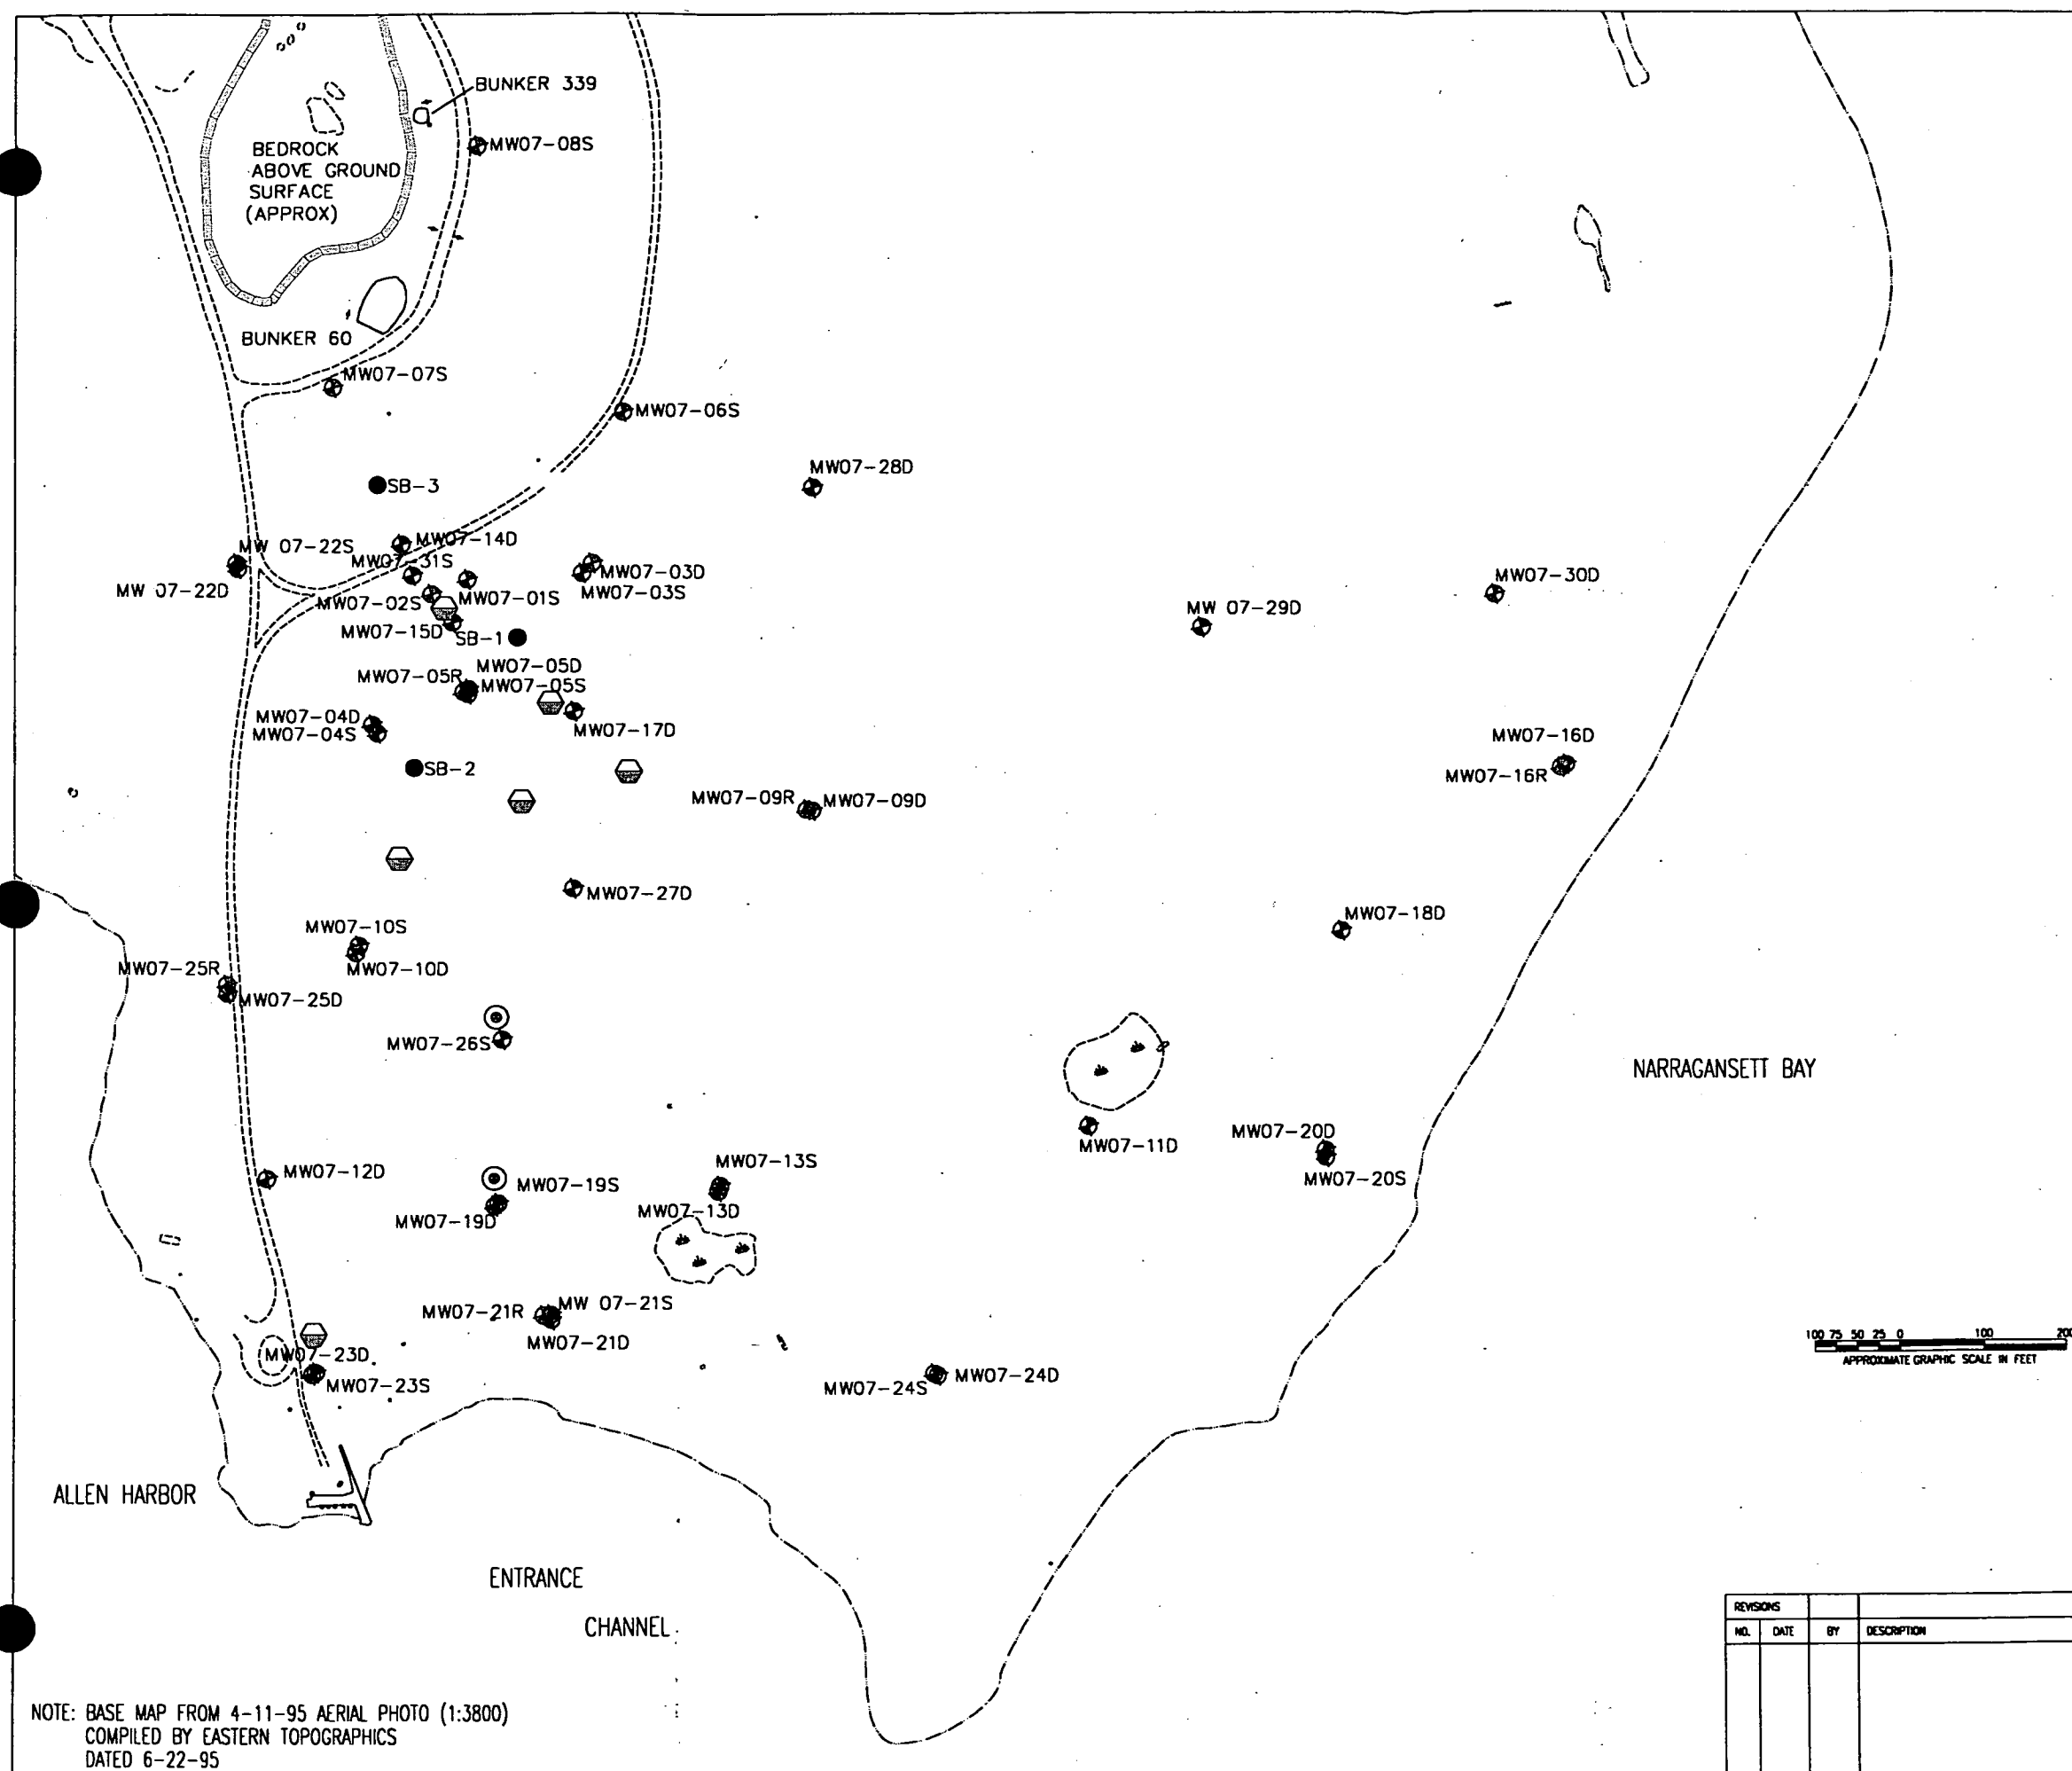 BUNKER 339
MW07-08S
BEDROCK
ABOVE GROUND
SURFACE
(APPROX)
BUNKER 60
MW07-07S
MW07-06S
MW07-28D
SB-3
MW07-14D
MW 07-22S
MW07-31S
MW07-03D
MW 07-22D
MW07-03S
MW07-01S
MW07-02S
MW07-30D
MW 07-29D
MW07-15D
SB-1
MW07-05D
MW07-05R
MW07-05S
MW07-04D
MW07-04S
MW07-17D
MW07-16D
MW07-16R
SB-2
MW07-09R
MW07-09D
MW07-27D
MW07-18D
MW07-10S
MW07-10D
MW07-25R
MW07-25D
MW07-26S
NARRAGANSETT BAY
MW07-11D
MW07-20D
MW07-20S
MW07-12D
MW07-13S
MW07-13D
MW07-19S
MW07-19D
MW07-21R
MW 07-21S
MW07-21D
MW07-23D
MW07-23S
MW07-24S
MW07-24D
100 75 50 25 0 100 200
APPROXIMATE GRAPHIC SCALE IN FEET
ALLEN HARBOR
ENTRANCE
CHANNEL
REVISIONS
NO. DATE BY DESCRIPTION
NOTE: BASE MAP FROM 4-11-95 AERIAL PHOTO (1:3800)
COMPILED BY EASTERN TOPOGRAPHICS
DATED 6-22-95